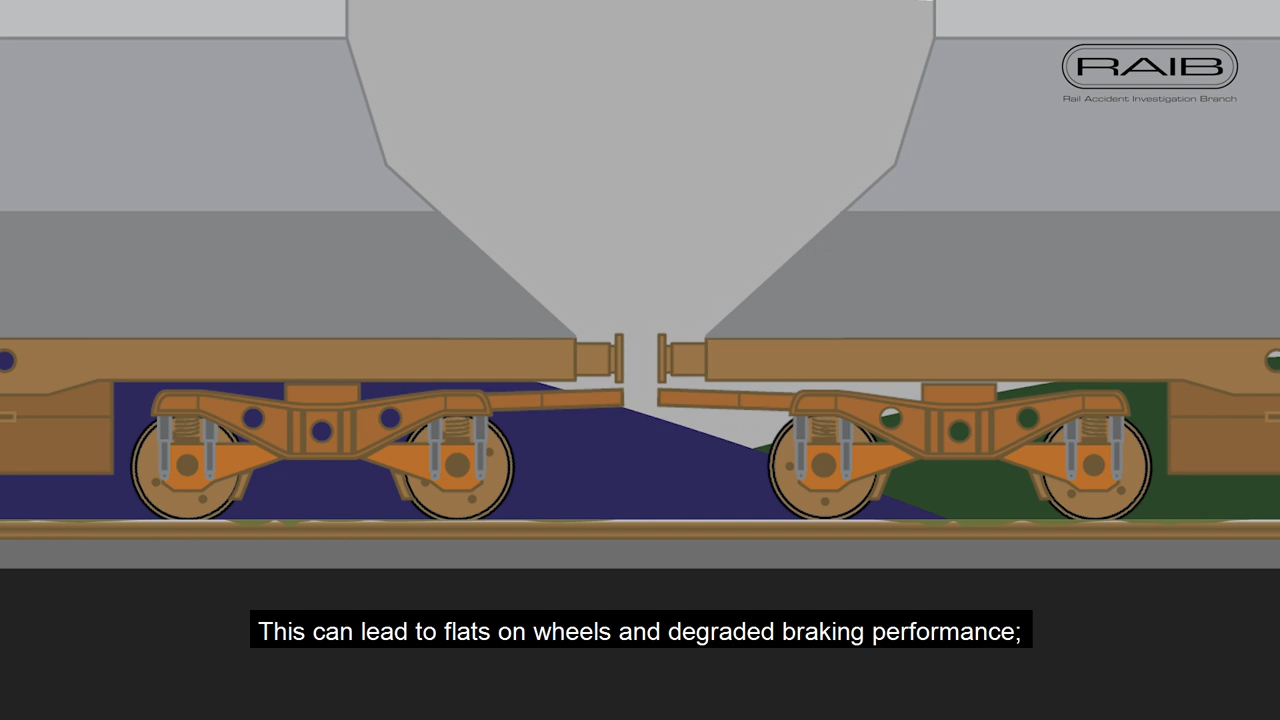 RAIB
Rail Accident Investigation Branch
This can lead to flats on wheels and degraded braking performance;